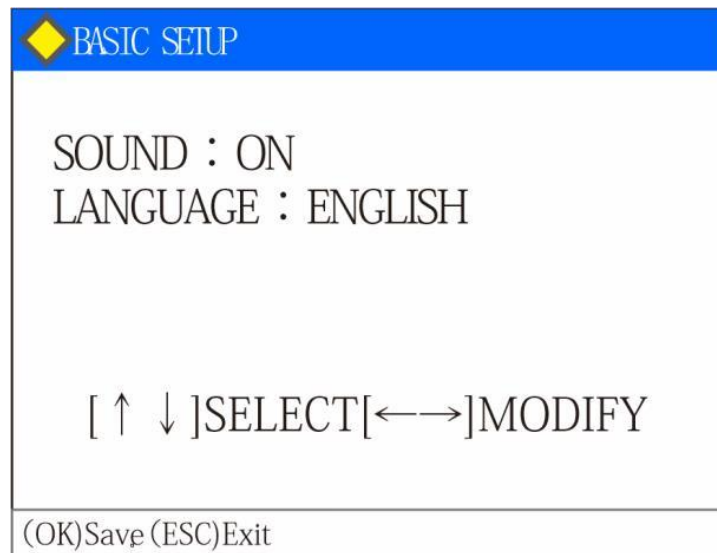 BASIC SETUP
SOUND : ON
LANGUAGE : ENGLISH
[↑ ↓]SELECT[←→]MODIFY
(OK)Save (ESC)Exit